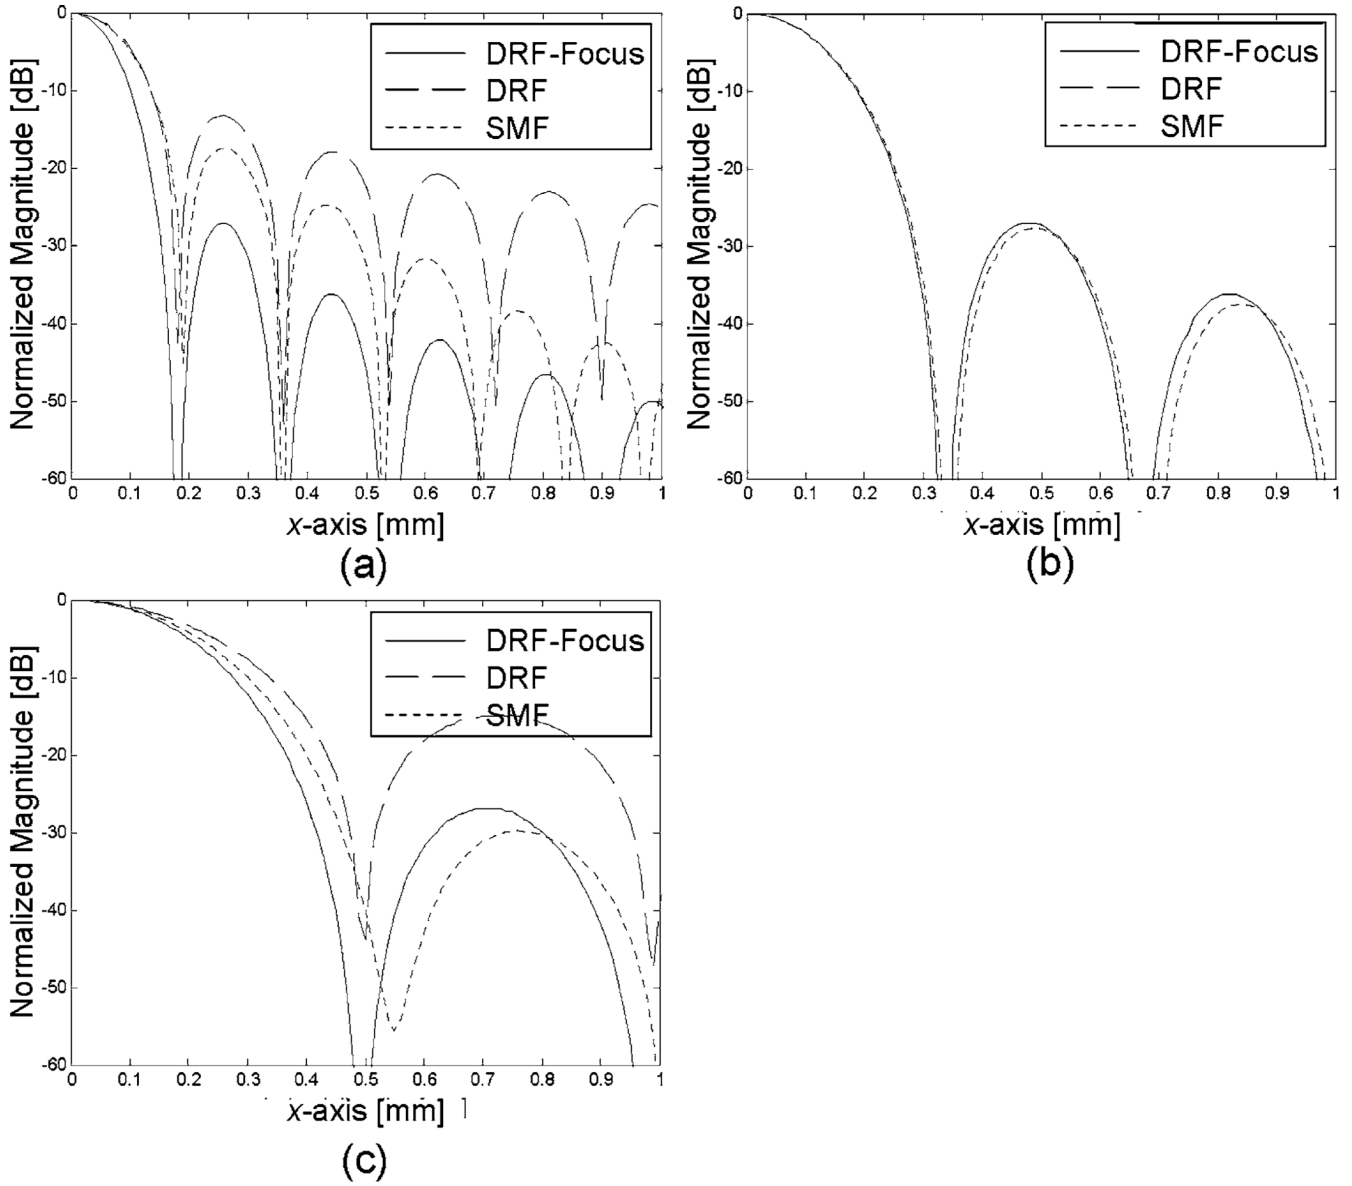 Normalized Magnitude [dB]
0
-10
-20
-30
-40
-50
-60
DRF-Focus
DRF
SMF
0 0.1 0.2 0.3 0.4 0.5 0.6 0.7 0.8 0.9 1
x-axis [mm]
(a)
Normalized Magnitude [dB]
0
-10
-20
-30
-40
-50
-60
DRF-Focus
DRF
SMF
0 0.1 0.2 0.3 0.4 0.5 0.6 0.7 0.8 0.9 1
x-axis [mm]
(b)
Normalized Magnitude [dB]
0
-10
-20
-30
-40
-50
-60
DRF-Focus
DRF
SMF
0 0.1 0.2 0.3 0.4 0.5 0.6 0.7 0.8 0.9 1
x-axis [mm]
(c)